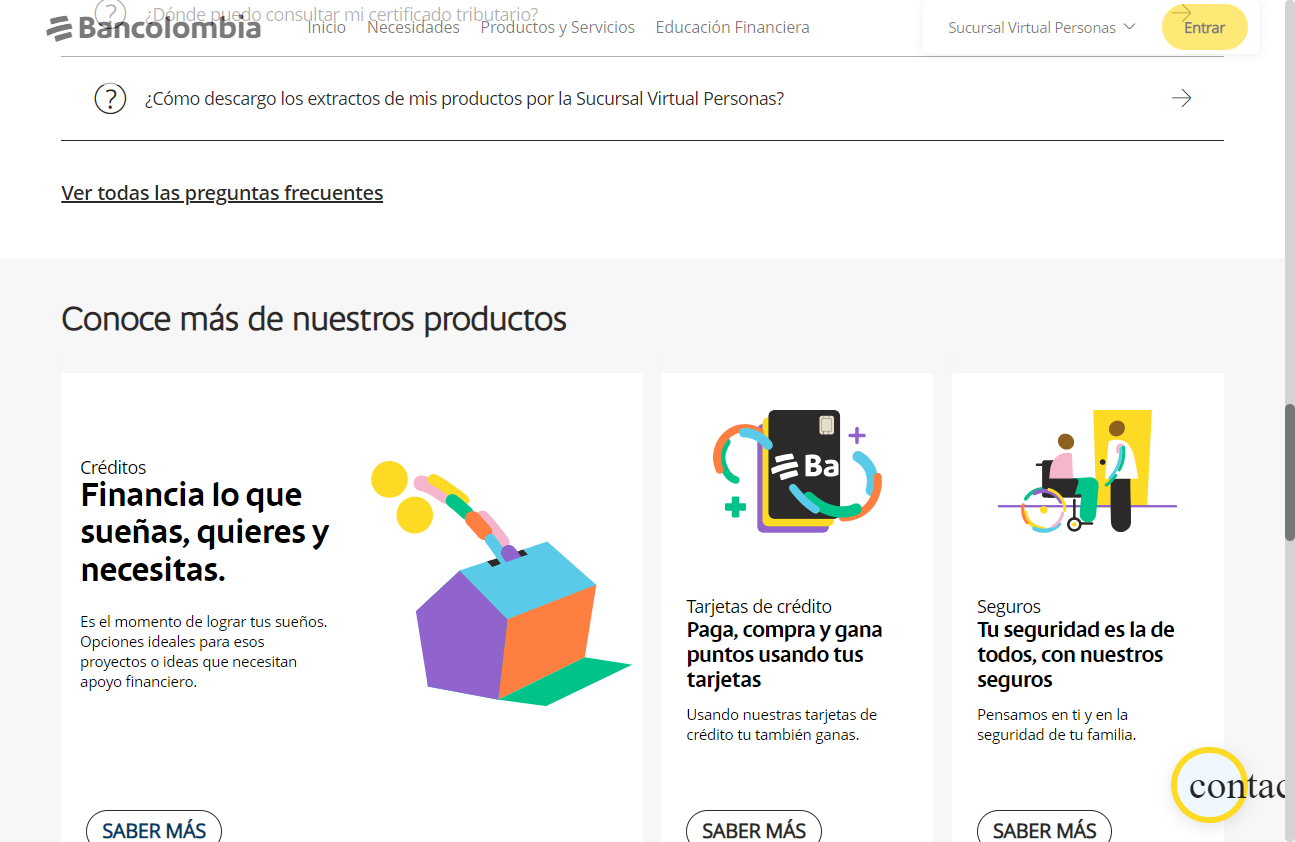 ¿Dónde puedo consultar mi certificado tributario?
Bancolombia
Inicio
Necesidades
Productos y Servicios
Educación Financiera
Sucursal Virtual Personas
Entrar
¿Cómo descargo los extractos de mis productos por la Sucursal Virtual Personas?
Ver todas las preguntas frecuentes
Conoce más de nuestros productos
Créditos
Financia lo que
sueñas, quieres y
necesitas.
Es el momento de lograr tus sueños.
Opciones ideales para esos
proyectos o ideas que necesitan
apoyo financiero.
SABER MÁS
Ba
Tarjetas de crédito
Paga, compra y gana
puntos usando tus
tarjetas
Usando nuestras tarjetas de
crédito tu también ganas.
SABER MÁS
Seguros
Tu seguridad es la de
todos, con nuestros
seguros
Pensamos en ti y en la
seguridad de tu familia.
SABER MÁS
contac